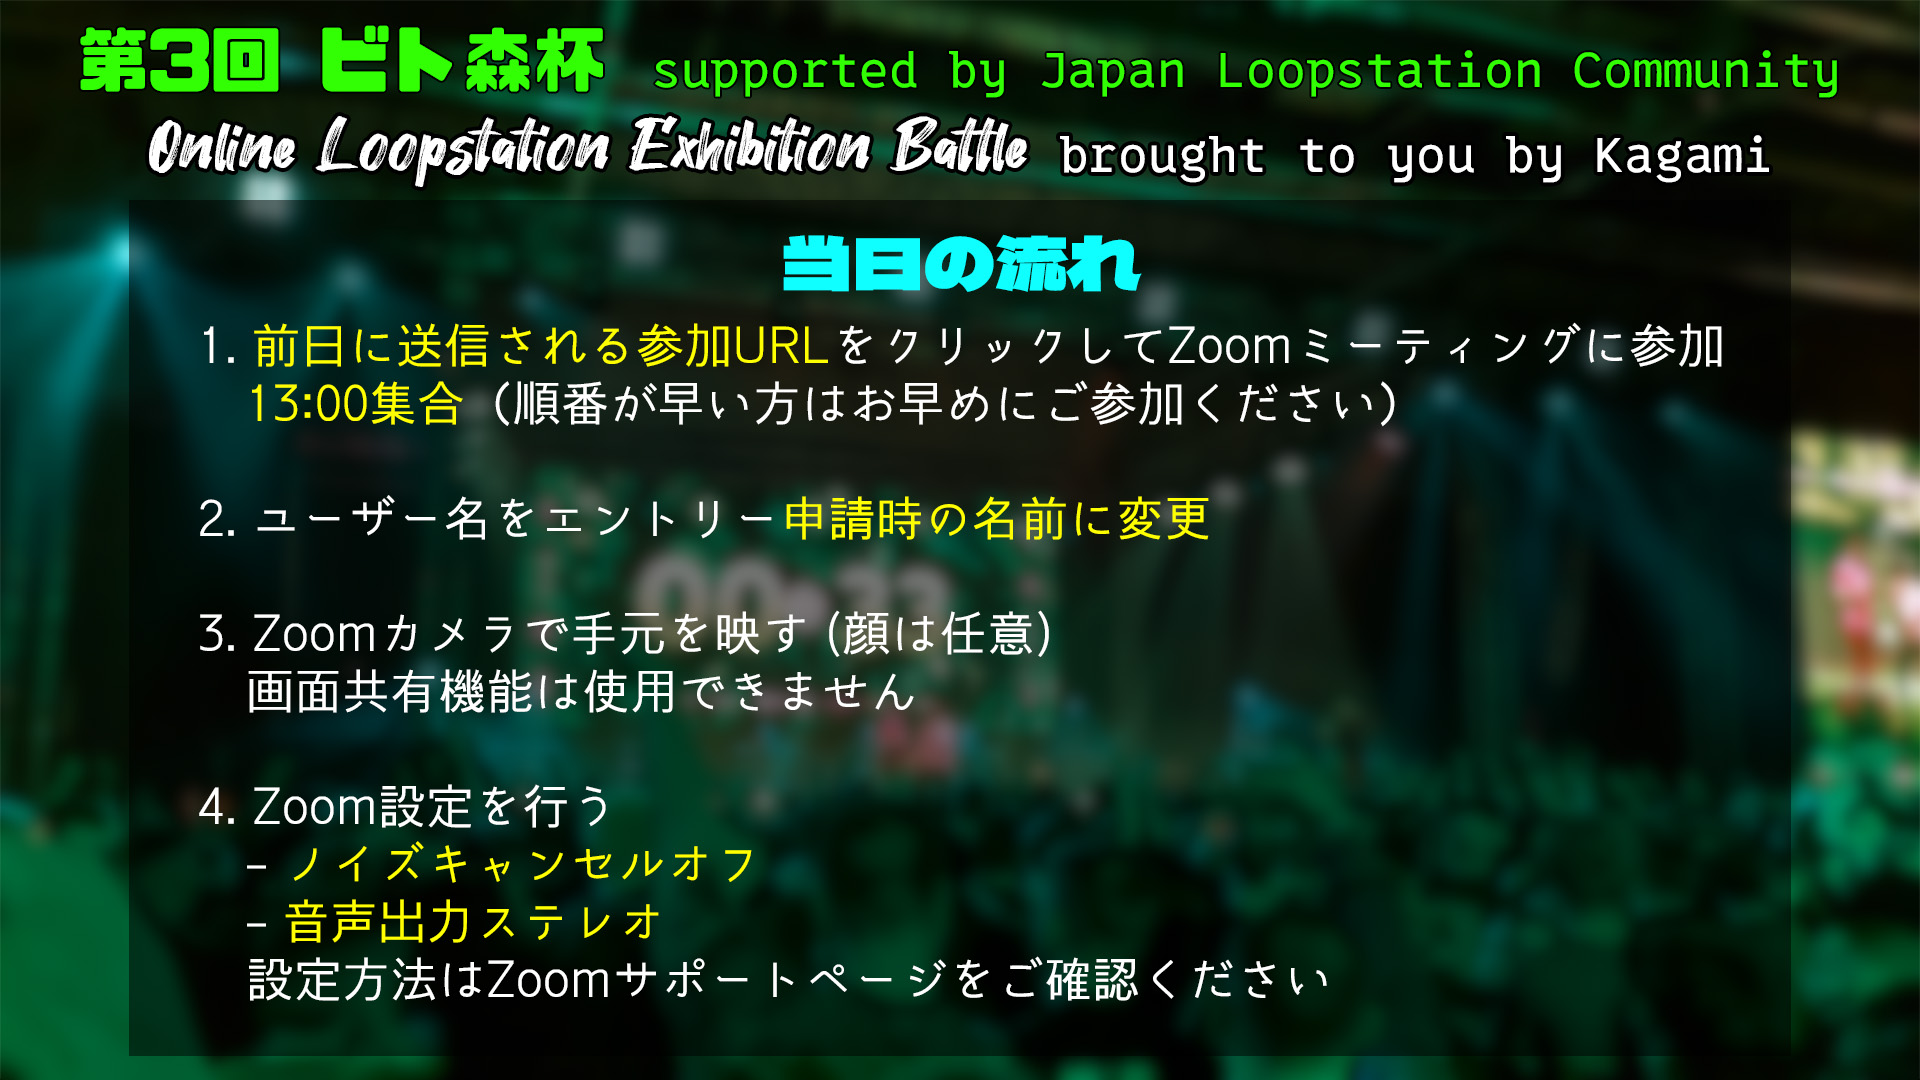 第3回 ビト森杯 supported by Japan Loopstation Community
Online Loopstation Exhibition Battle brought to you by Kagami
当日の流れ
1. 前日に送信される参加URLをクリックしてZoomミーティングに参加
13:00集合 (順番が早い方はお早めにご参加ください)
2. ユーザー名をエントリー申請時の名前に変更
3. Zoomカメラで手元を映す (顔は任意)
画面共有機能は使用できません
4. Zoom設定を行う
- ノイズキャンセルオフ
- 音声出力ステレオ
設定方法はZoomサポートページをご確認ください